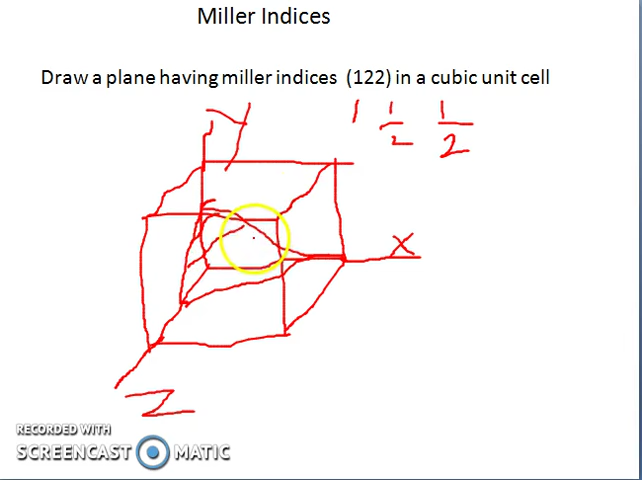 Miller Indices
Draw a plane having miller indices (122) in a cubic unit cell
y
1 1/2 1/2
X
Z
RECORDED WITH
SCREENCAST MATIC